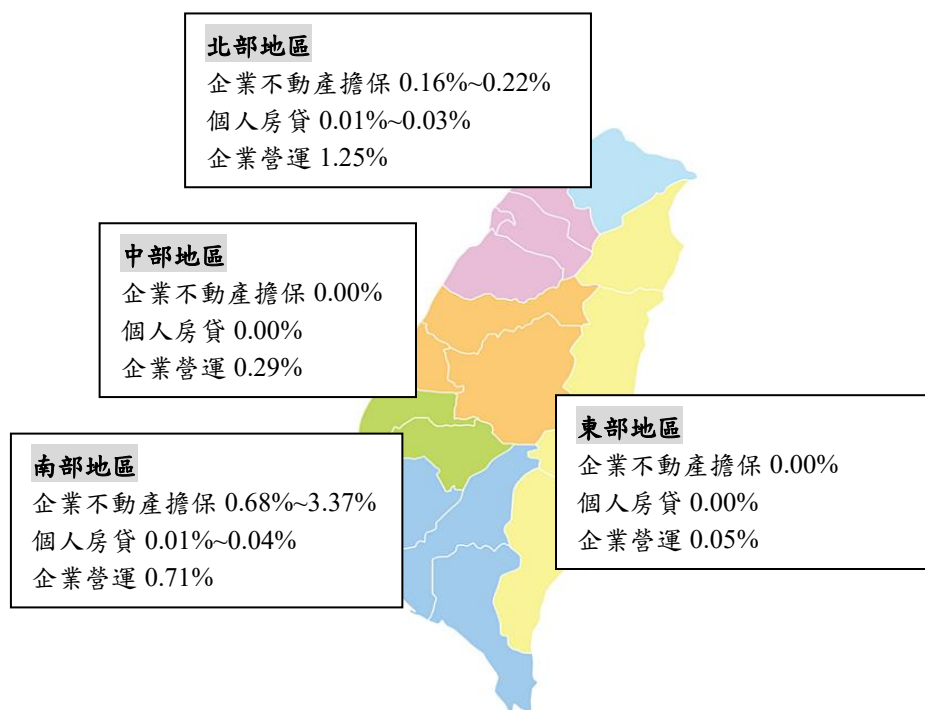 北部地區
企業不動產擔保 0.16%~0.22%
個人房貸 0.01%~0.03%
企業營運 1.25%
中部地區
企業不動產擔保 0.00%
個人房貸 0.00%
企業營運 0.29%
東部地區
企業不動產擔保 0.00%
個人房貸 0.00%
企業營運 0.05%
南部地區
企業不動產擔保 0.68%~3.37%
個人房貸 0.01%~0.04%
企業營運 0.71%